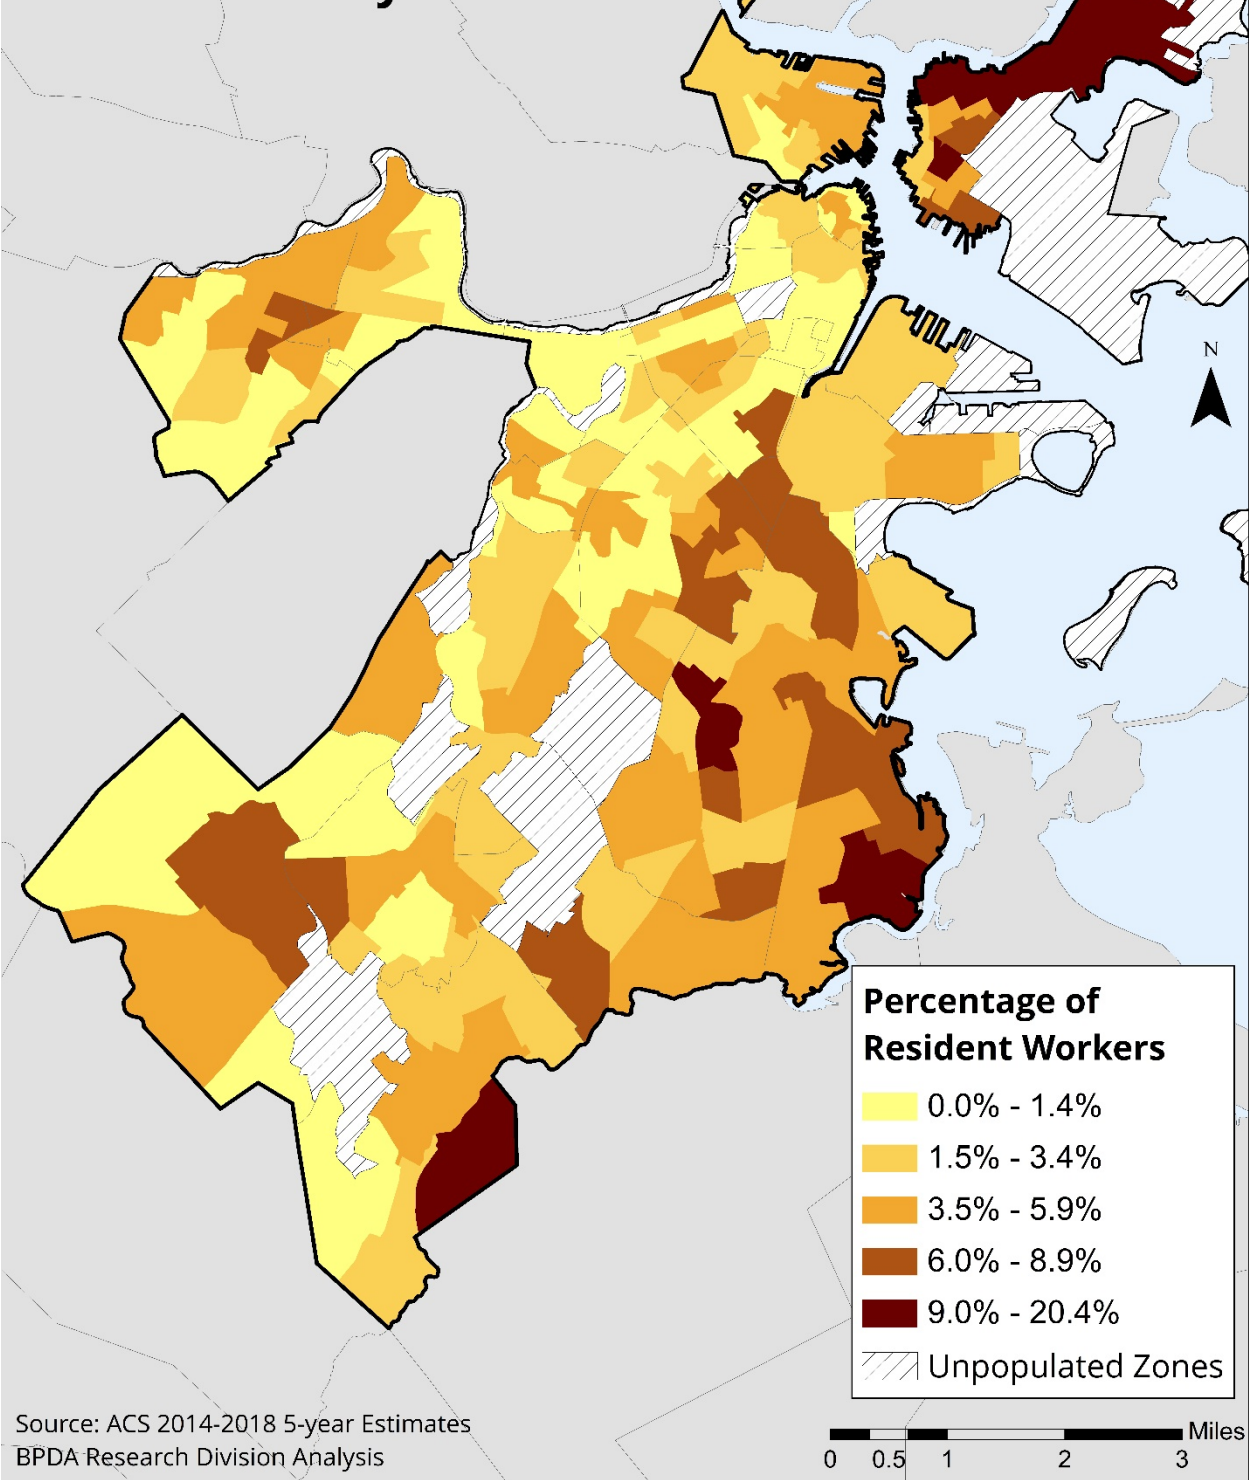 N
Percentage of
Resident Workers
0.0% - 1.4%
1.5% - 3.4%
3.5% - 5.9%
6.0% - 8.9%
9.0% - 20.4%
Unpopulated Zones
Source: ACS 2014-2018 5-year Estimates
BPDA Research Division Analysis
Miles
0 0.5 1 2 3